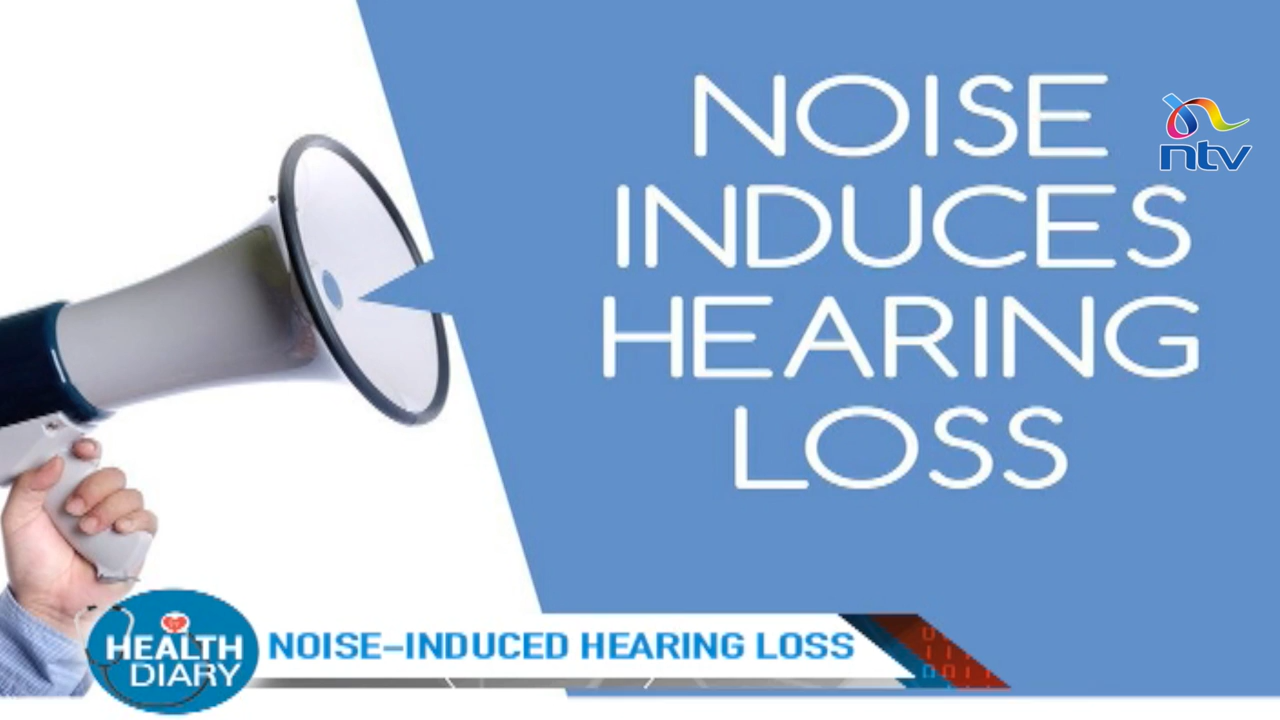 NOISE
INDUCES
HEARING
LOSS
ntv
HEALTH
DIARY
NOISE-INDUCED HEARING LOSS